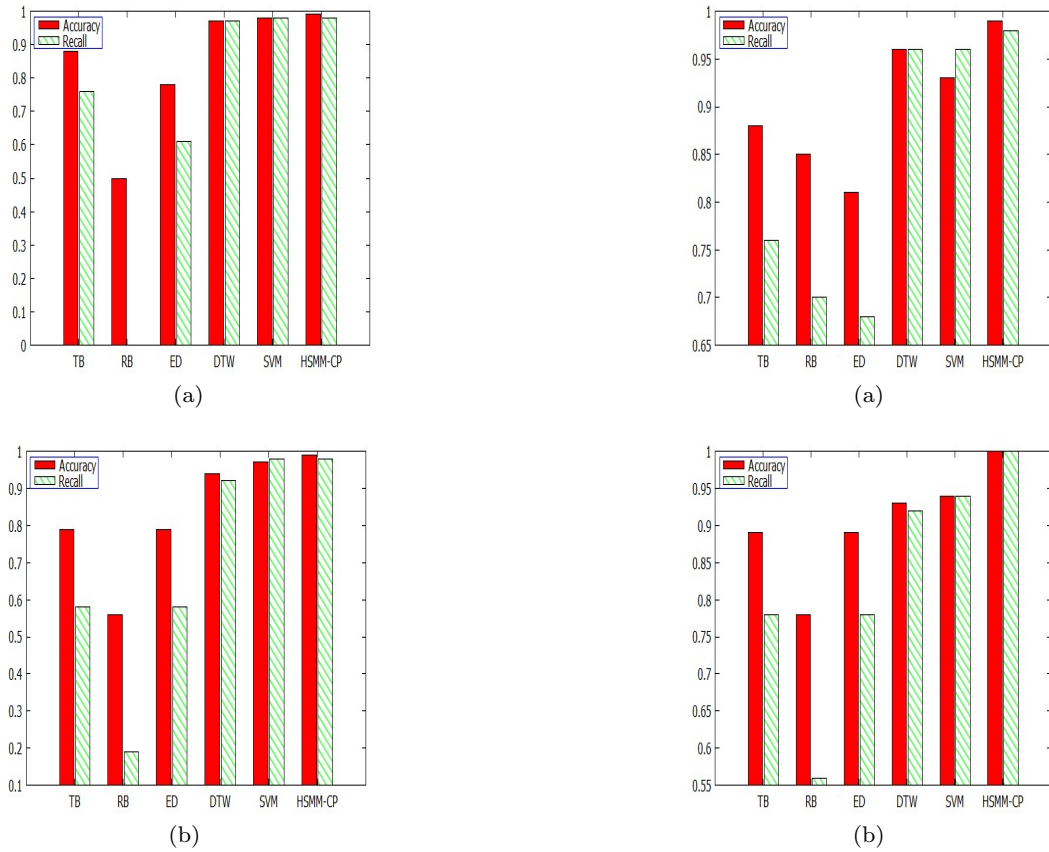 1
0.9
0.8
0.7
0.6
0.5
0.4
0.3
0.2
0.1
0
Accuracy
Recall
TB RB ED DTW SVM HSMM-CP
(a)
1
0.95
0.9
0.85
0.8
0.75
0.7
0.65
Accuracy
Recall
TB RB ED DTW SVM HSMM-CP
(a)
1
0.9
0.8
0.7
0.6
0.5
0.4
0.3
0.2
0.1
Accuracy
Recall
TB RB ED DTW SVM HSMM-CP
(b)
1
0.95
0.9
0.85
0.8
0.75
0.7
0.65
0.6
0.55
Accuracy
Recall
TB RB ED DTW SVM HSMM-CP
(b)